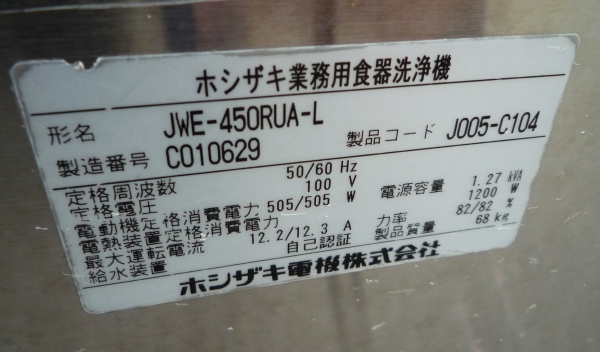 ホシザキ業務用食器洗浄機
形名 JWE-450RUA-L
製造番号 C010629 製品コード J005-C104
定格周波数 50/60 Hz
定格電圧 100 V 電源容量 1.27 kVA
電動機定格消費電力 505/505 W 1200 W
電熱装置定格消費電力 力率 82/82 %
最大運転電流 12.2/12.3 A 製品質量 68 kg
給水装置 自己認証
ホシザキ電機株式会社